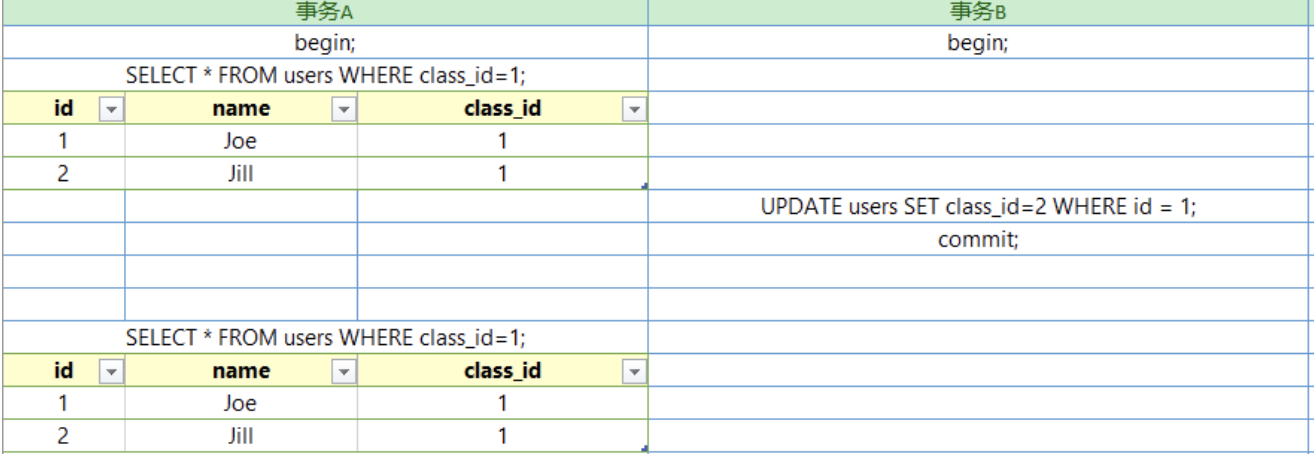 事务A 事务B
begin; begin;
SELECT * FROM users WHERE class_id=1;
id name class_id
1 Joe 1
2 Jill 1
UPDATE users SET class_id=2 WHERE id = 1;
commit;
SELECT * FROM users WHERE class_id=1;
id name class_id
1 Joe 1
2 Jill 1